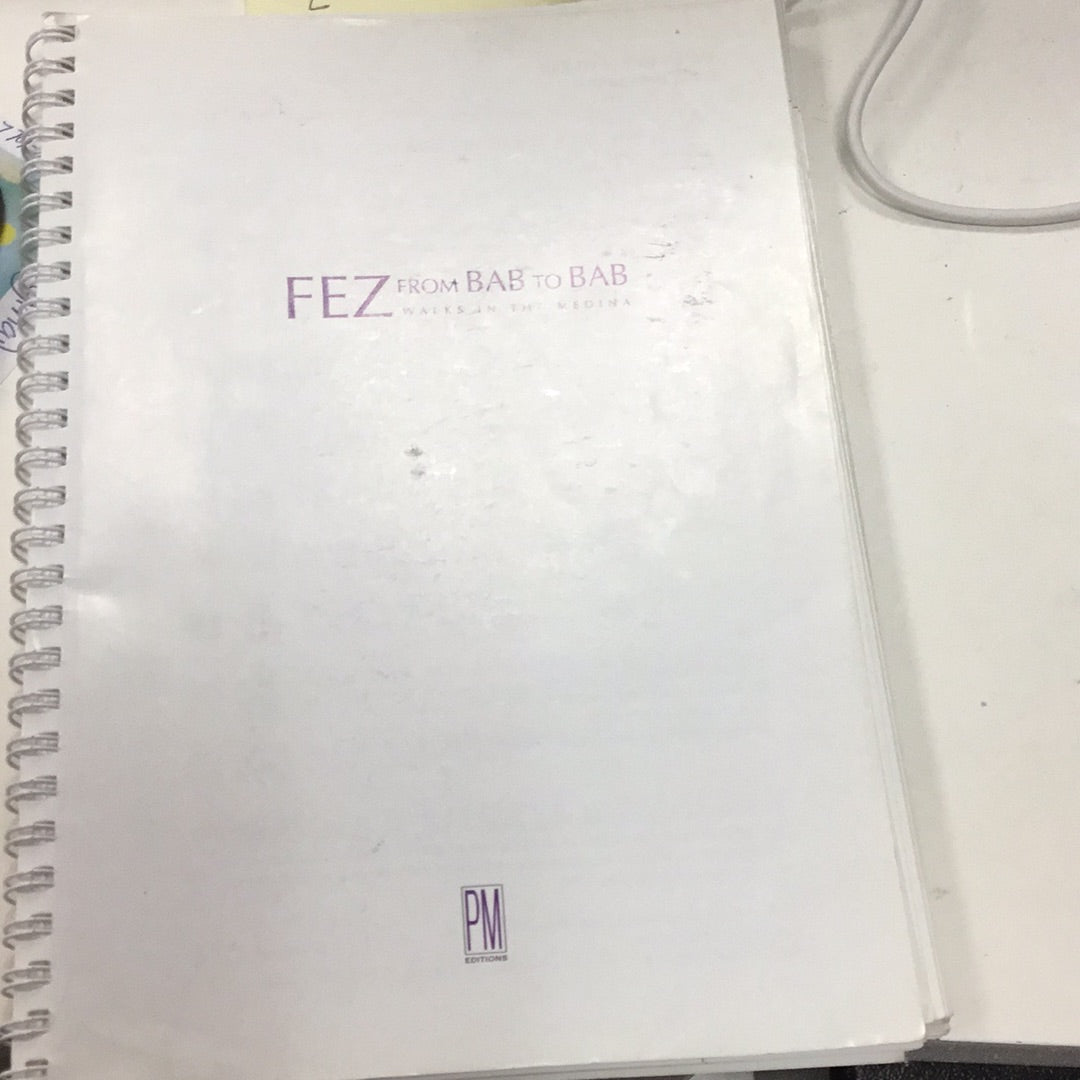 FEZ FROM BAB TO BAB
WALKS IN THE MEDINA
PM
EDITIONS